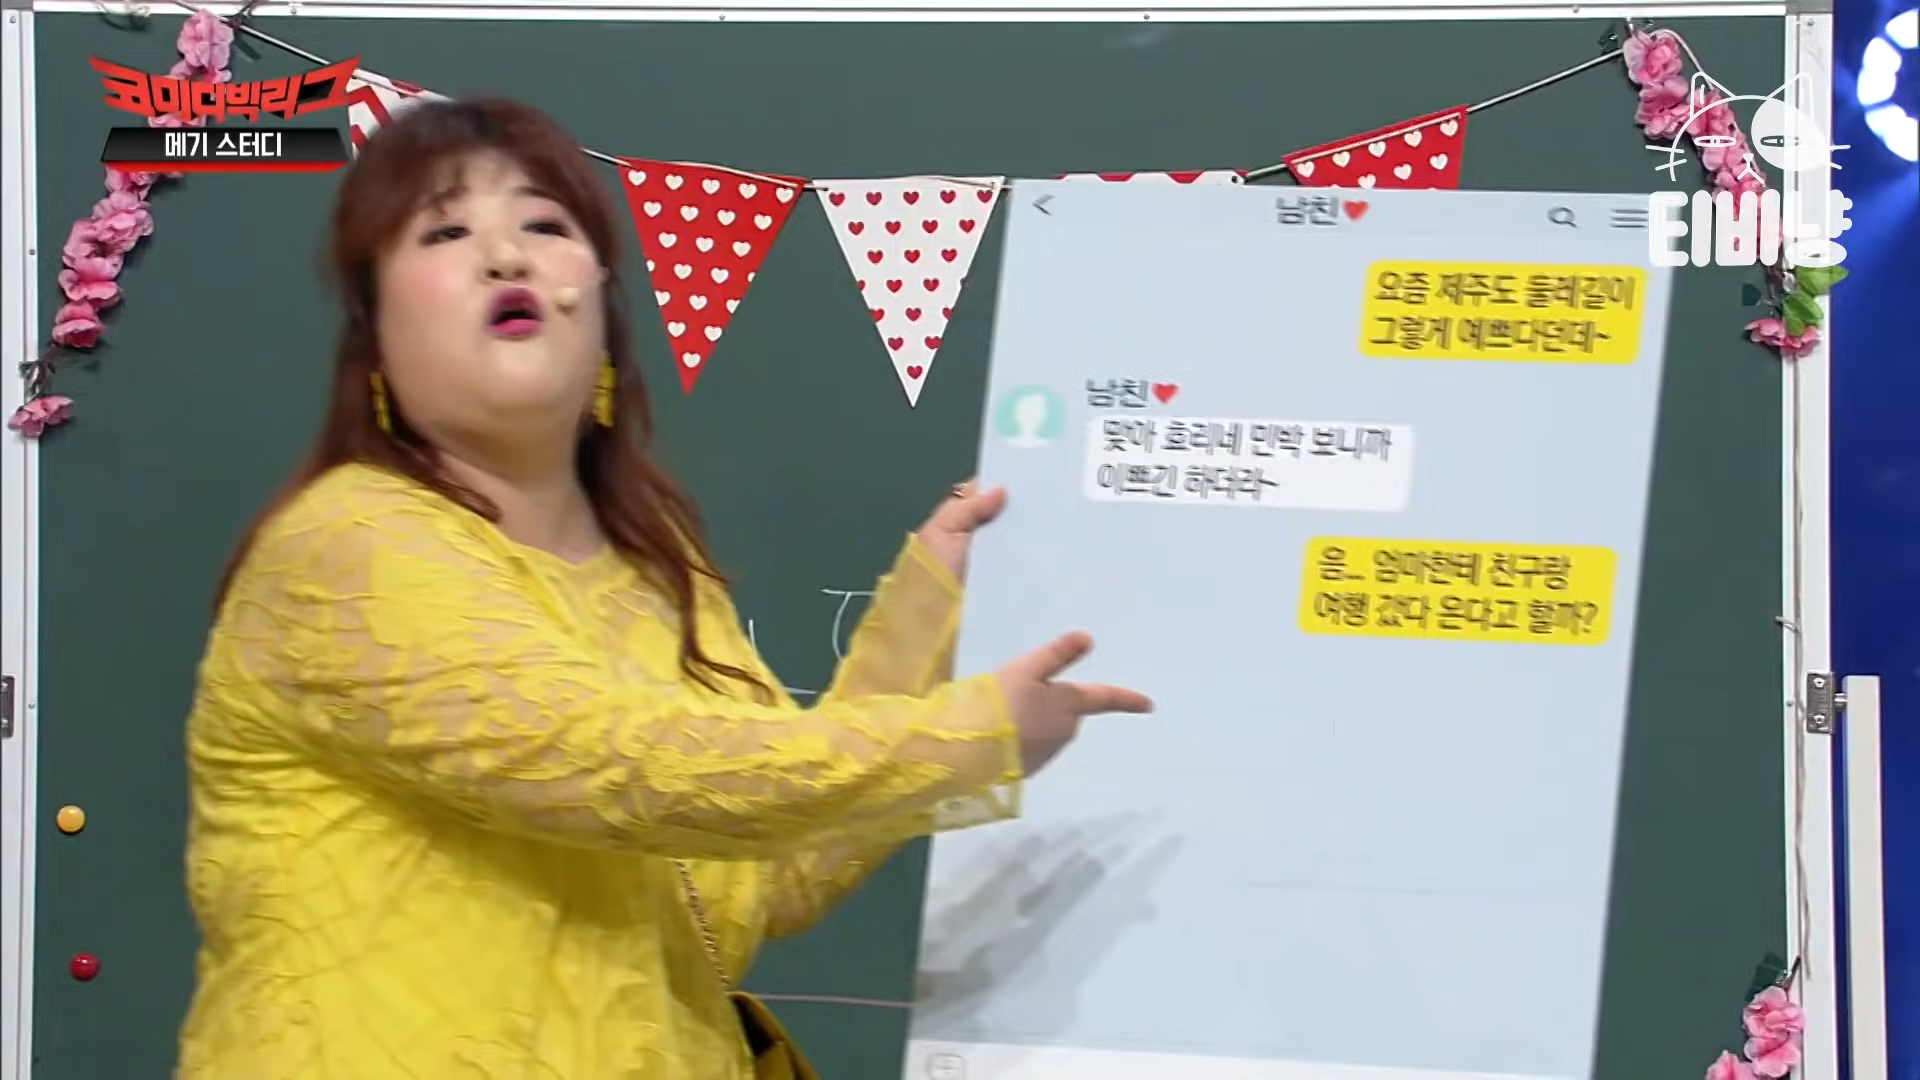 코미디빅리그
메기 스터디
티비냥
남친❤
요즘 제주도 둘레길이
그렇게 예쁘다던데~
남친❤
맞아 효리네 민박 보니까
이쁘긴 하더라~
음... 엄마한테 친구랑
여행 갔다 온다고 할까?